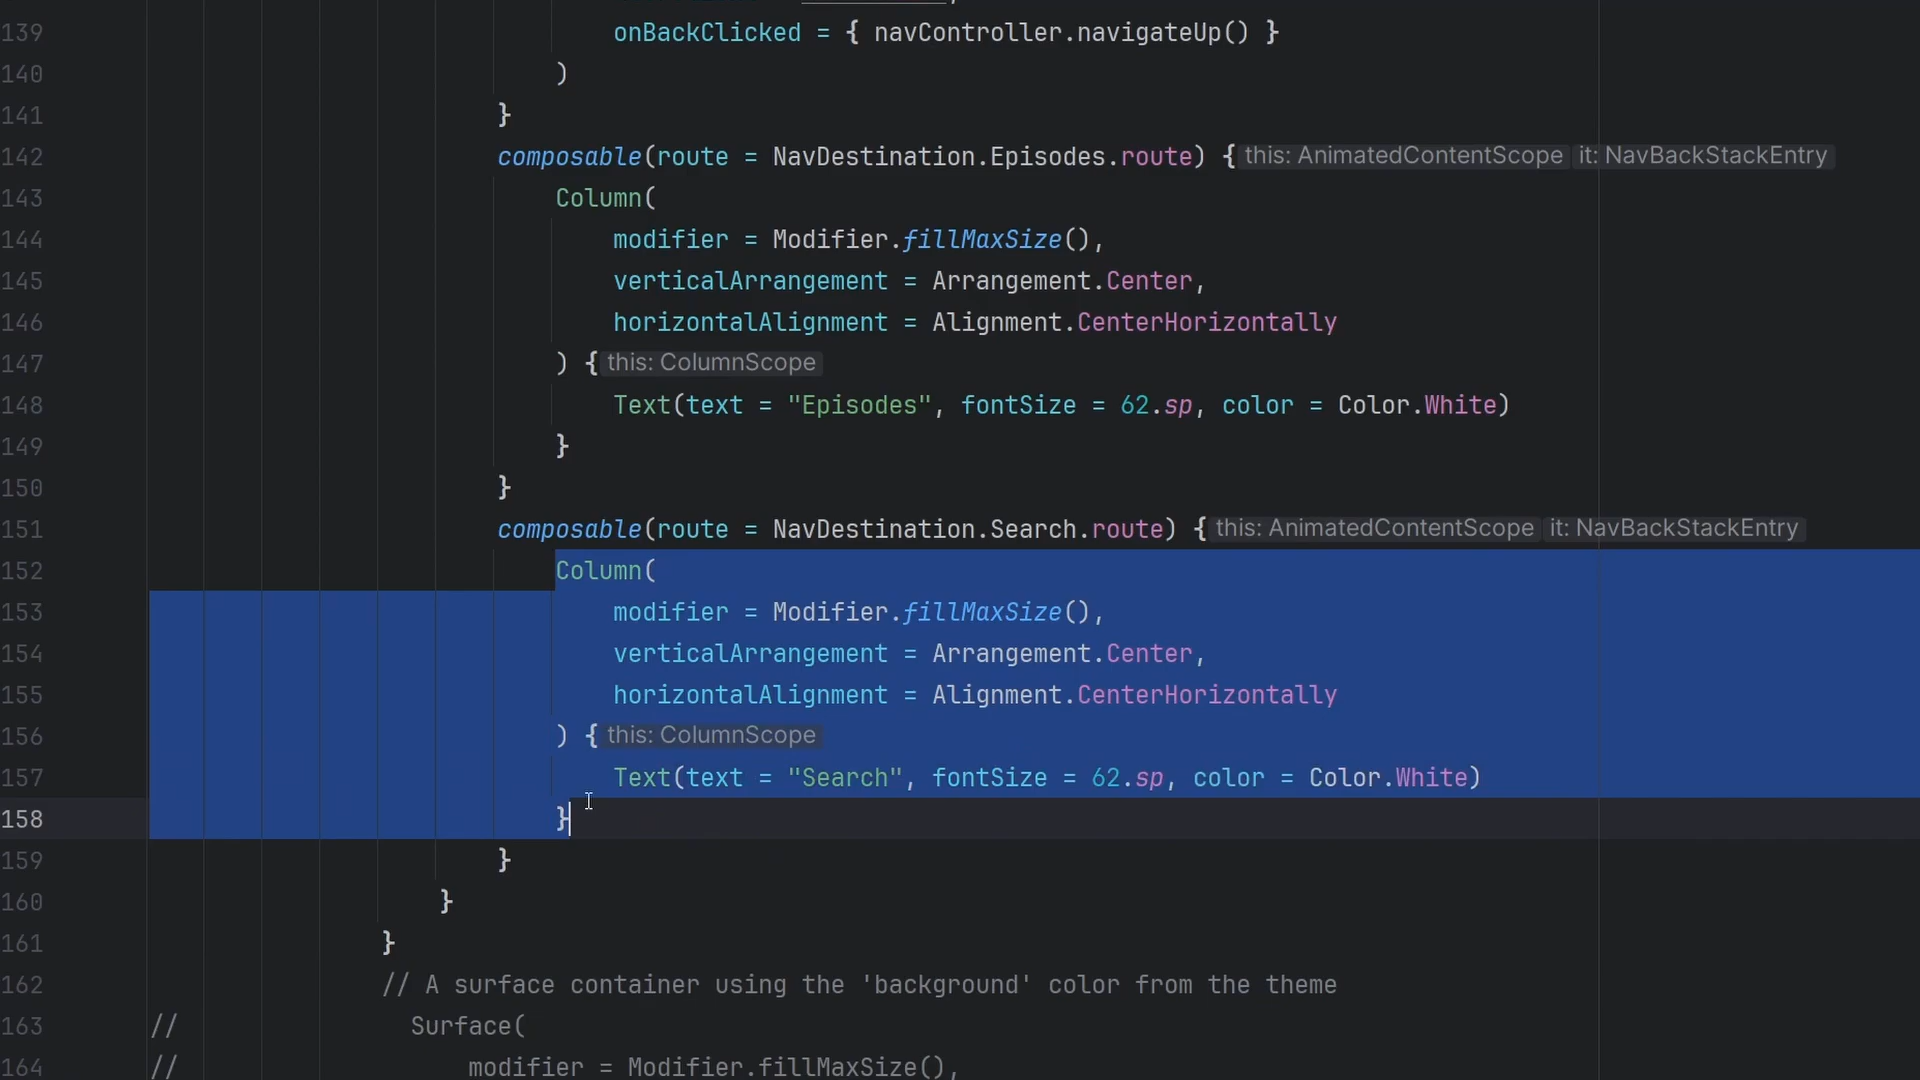 139 onBackClicked = { navController.navigateUp() }
140 )
141 }
142 composable(route = NavDestination.Episodes.route) { this: AnimatedContentScope it: NavBackStackEntry
143 Column(
144 modifier = Modifier.fillMaxSize(),
145 verticalArrangement = Arrangement.Center,
146 horizontalAlignment = Alignment.CenterHorizontally
147 ) { this: ColumnScope
148 Text(text = "Episodes", fontSize = 62.sp, color = Color.White)
149 }
150 }
151 composable(route = NavDestination.Search.route) { this: AnimatedContentScope it: NavBackStackEntry
152 Column(
153 modifier = Modifier.fillMaxSize(),
154 verticalArrangement = Arrangement.Center,
155 horizontalAlignment = Alignment.CenterHorizontally
156 ) { this: ColumnScope
157 Text(text = "Search", fontSize = 62.sp, color = Color.White)
158 }
159 }
160 }
161 }
162 // A surface container using the 'background' color from the theme
163 // Surface(
164 // modifier = Modifier.fillMaxSize(),